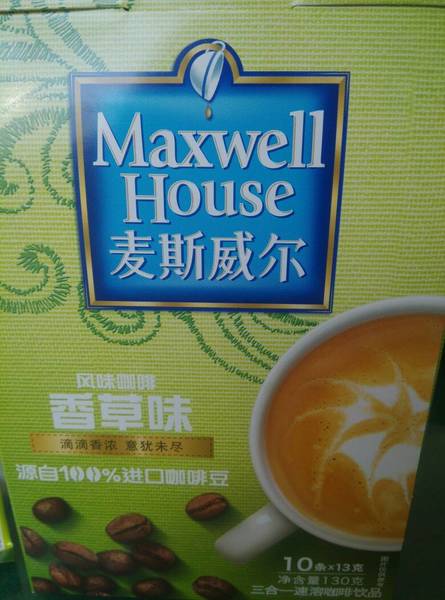 Maxwell
House
麦斯威尔
风味咖啡
香草味
滴滴香浓 意犹未尽
源自100%进口咖啡豆
10条×13克
净含量130克
三合一速溶咖啡饮品